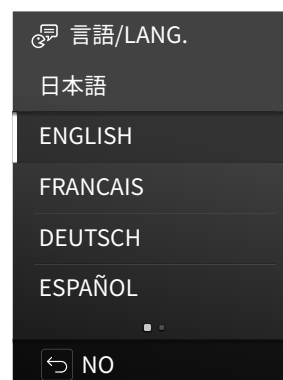 言語/LANG.
日本語
ENGLISH
FRANCAIS
DEUTSCH
ESPAÑOL
NO